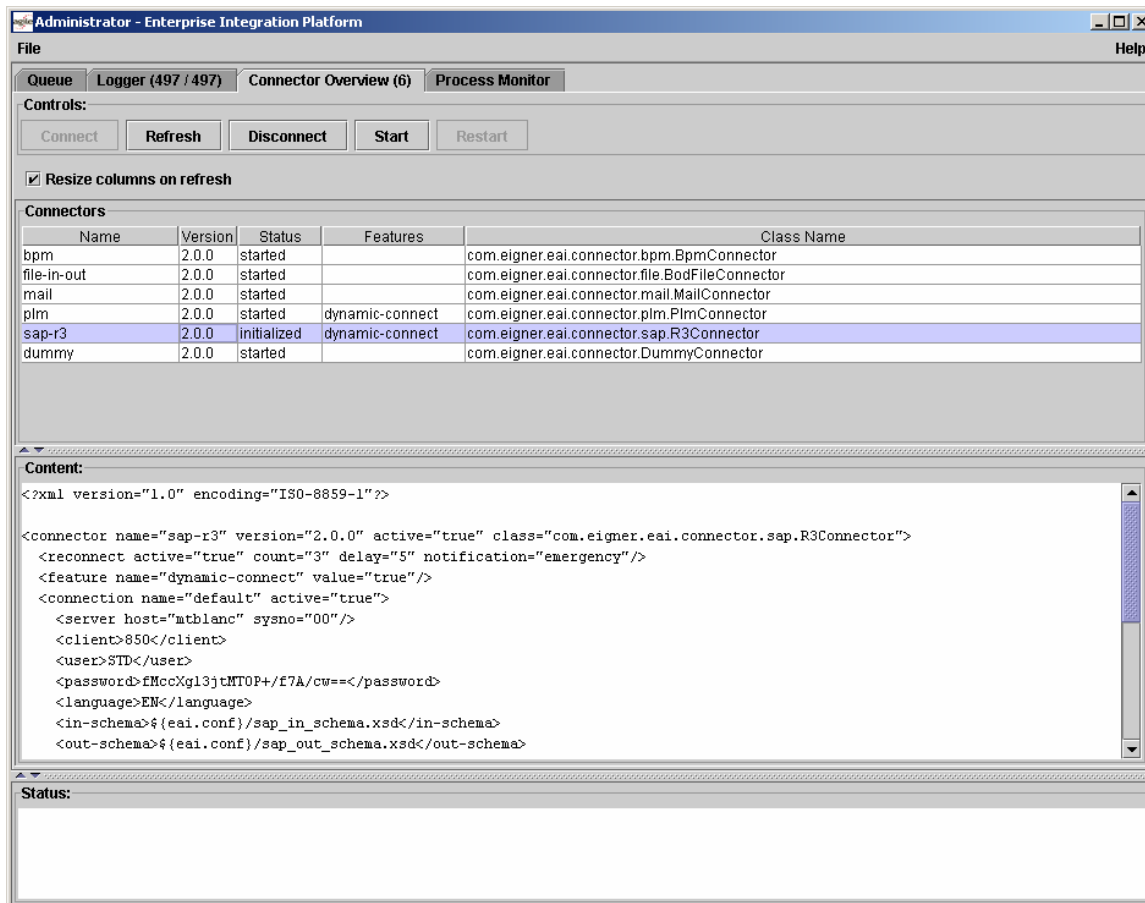 agile Administrator - Enterprise Integration Platform
File Help
Queue Logger (497 / 497) Connector Overview (6) Process Monitor
Controls:
Connect Refresh Disconnect Start Restart
Resize columns on refresh
Connectors
Name Version Status Features Class Name
bpm 2.0.0 started com.eigner.eai.connector.bpm.BpmConnector
file-in-out 2.0.0 started com.eigner.eai.connector.file.BodFileConnector
mail 2.0.0 started com.eigner.eai.connector.mail.MailConnector
plm 2.0.0 started dynamic-connect com.eigner.eai.connector.plm.PlmConnector
sap-r3 2.0.0 initialized dynamic-connect com.eigner.eai.connector.sap.R3Connector
dummy 2.0.0 started com.eigner.eai.connector.DummyConnector
Content:
<?xml version="1.0" encoding="ISO-8859-1"?>
<connector name="sap-r3" version="2.0.0" active="true" class="com.eigner.eai.connector.sap.R3Connector">
<reconnect active="true" count="3" delay="5" notification="emergency"/>
<feature name="dynamic-connect" value="true"/>
<connection name="default" active="true">
<server host="mtblanc" sysno="00"/>
<client>850</client>
<user>STD</user>
<password>fMccXgl3jtMTOP+/f7A/cw==</password>
<language>EN</language>
<in-schema>${eai.conf}/sap_in_schema.xsd</in-schema>
<out-schema>${eai.conf}/sap_out_schema.xsd</out-schema>
Status: